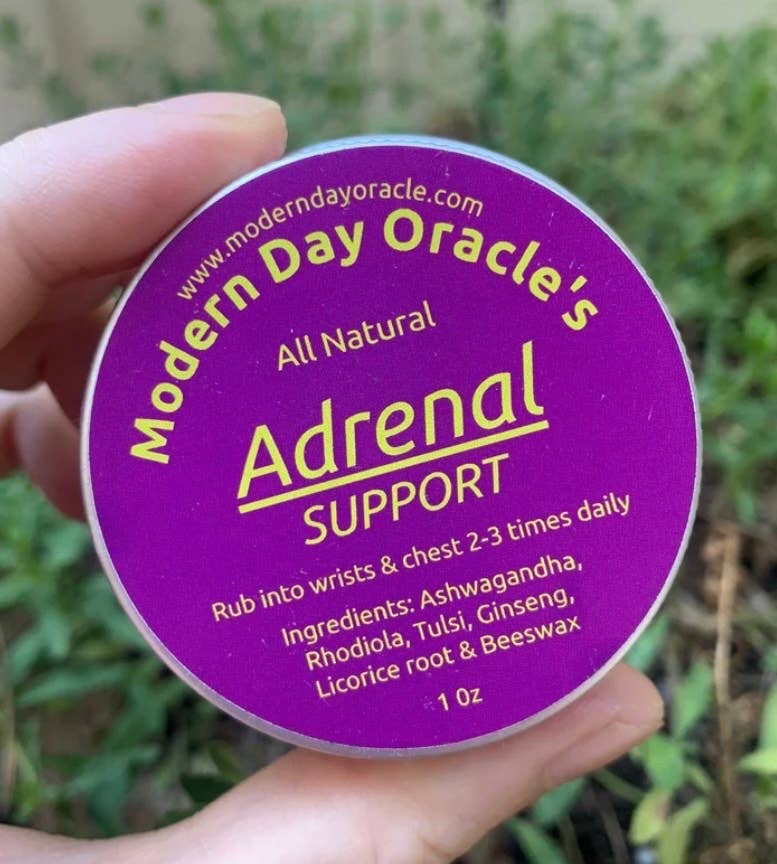 www.moderndayoracle.com
Modern Day Oracle's
All Natural
Adrenal
SUPPORT
Rub into wrists & chest 2-3 times daily
Ingredients: Ashwagandha,
Rhodiola, Tulsi, Ginseng,
Licorice root & Beeswax
1 Oz